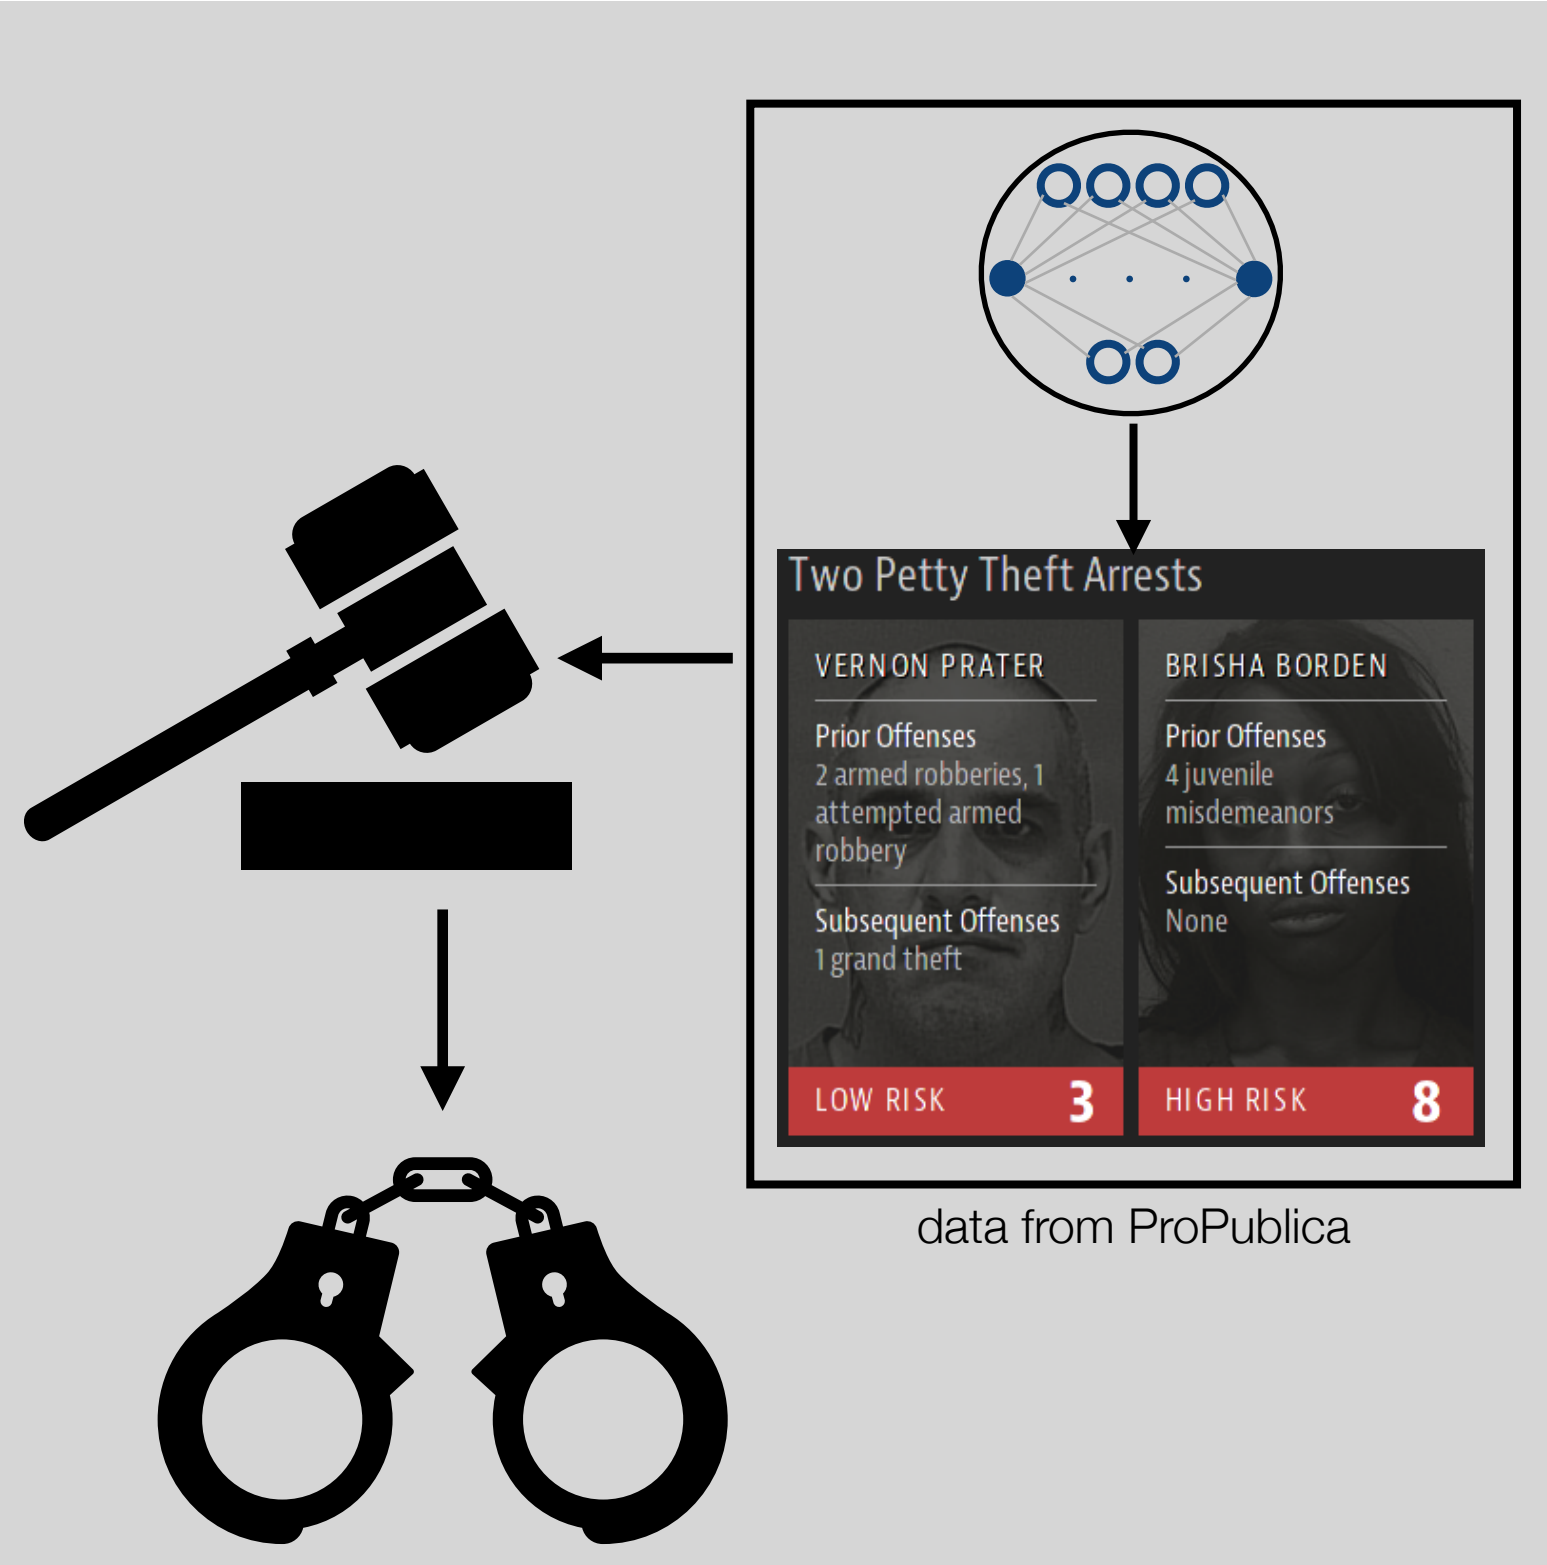 Two Petty Theft Arrests
VERNON PRATER
Prior Offenses
2 armed robberies, 1
attempted armed
robbery
Subsequent Offenses
1 grand theft
LOW RISK 3
BRISHA BORDEN
Prior Offenses
4 juvenile
misdemeanors
Subsequent Offenses
None
HIGH RISK 8
data from ProPublica